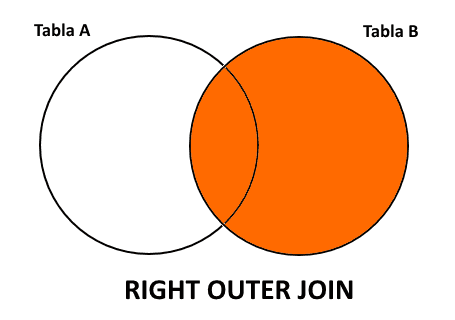 Tabla A
Tabla B
RIGHT OUTER JOIN